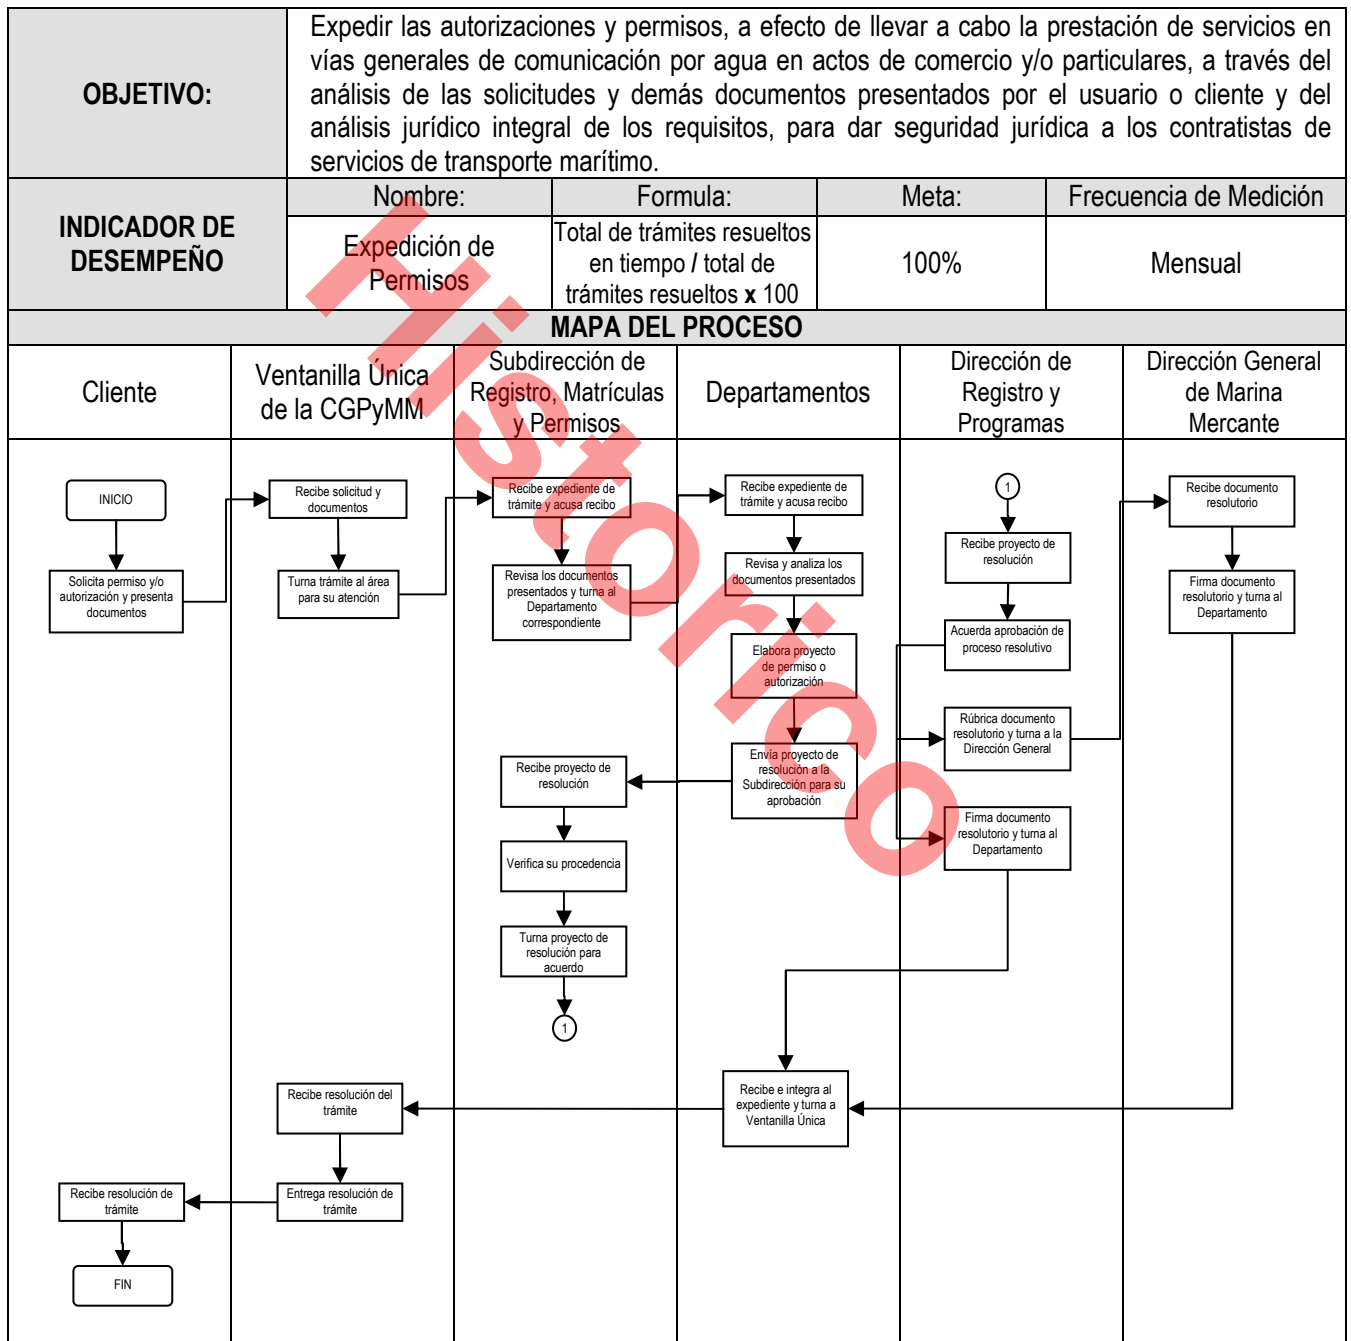 OBJETIVO:
Expedir las autorizaciones y permisos, a efecto de llevar a cabo la prestación de servicios en
vías generales de comunicación por agua en actos de comercio y/o particulares, a través del
análisis de las solicitudes y demás documentos presentados por el usuario o cliente y del
análisis jurídico integral de los requisitos, para dar seguridad jurídica a los contratistas de
servicios de transporte marítimo.
INDICADOR DE
DESEMPEÑO
Nombre:
Formula:
Meta:
Frecuencia de Medición
Expedición de
Permisos
Total de trámites resueltos
en tiempo / total de
trámites resueltos x 100
100%
Mensual
MAPA DEL PROCESO
Cliente
Ventanilla Única
de la CGPyMM
Subdirección de
Registro, Matrículas
y Permisos
Departamentos
Dirección de
Registro y
Programas
Dirección General
de Marina
Mercante
INICIO
Solicita permiso y/o
autorización y presenta
documentos
Recibe solicitud y
documentos
Turna trámite al área
para su atención
Recibe expediente de
trámite y acusa recibo
Revisa los documentos
presentados y turna al
Departamento
correspondiente
Recibe expediente de
trámite y acusa recibo
Revisa y analiza los
documentos presentados
Elabora proyecto
de permiso o
autorización
Envía proyecto de
resolución a la
Subdirección para su
aprobación
Recibe proyecto de
resolución
Verifica su procedencia
Turna proyecto de
resolución para
acuerdo
1
1
Recibe proyecto de
resolución
Acuerda aprobación de
proceso resolutivo
Rúbrica documento
resolutorio y turna a la
Dirección General
Firma documento
resolutorio y turna al
Departamento
Recibe documento
resolutorio
Firma documento
resolutorio y turna al
Departamento
Recibe e integra al
expediente y turna a
Ventanilla Única
Recibe resolución del
trámite
Entrega resolución de
trámite
Recibe resolución de
trámite
FIN
Historico